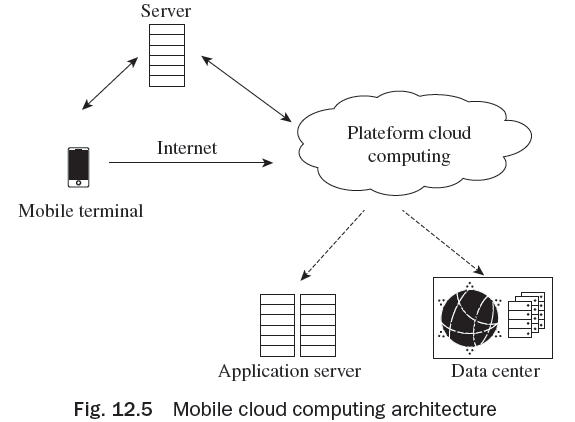 Server
Internet
Plateform cloud
computing
Mobile terminal
Application server
Data center
Fig. 12.5 Mobile cloud computing architecture